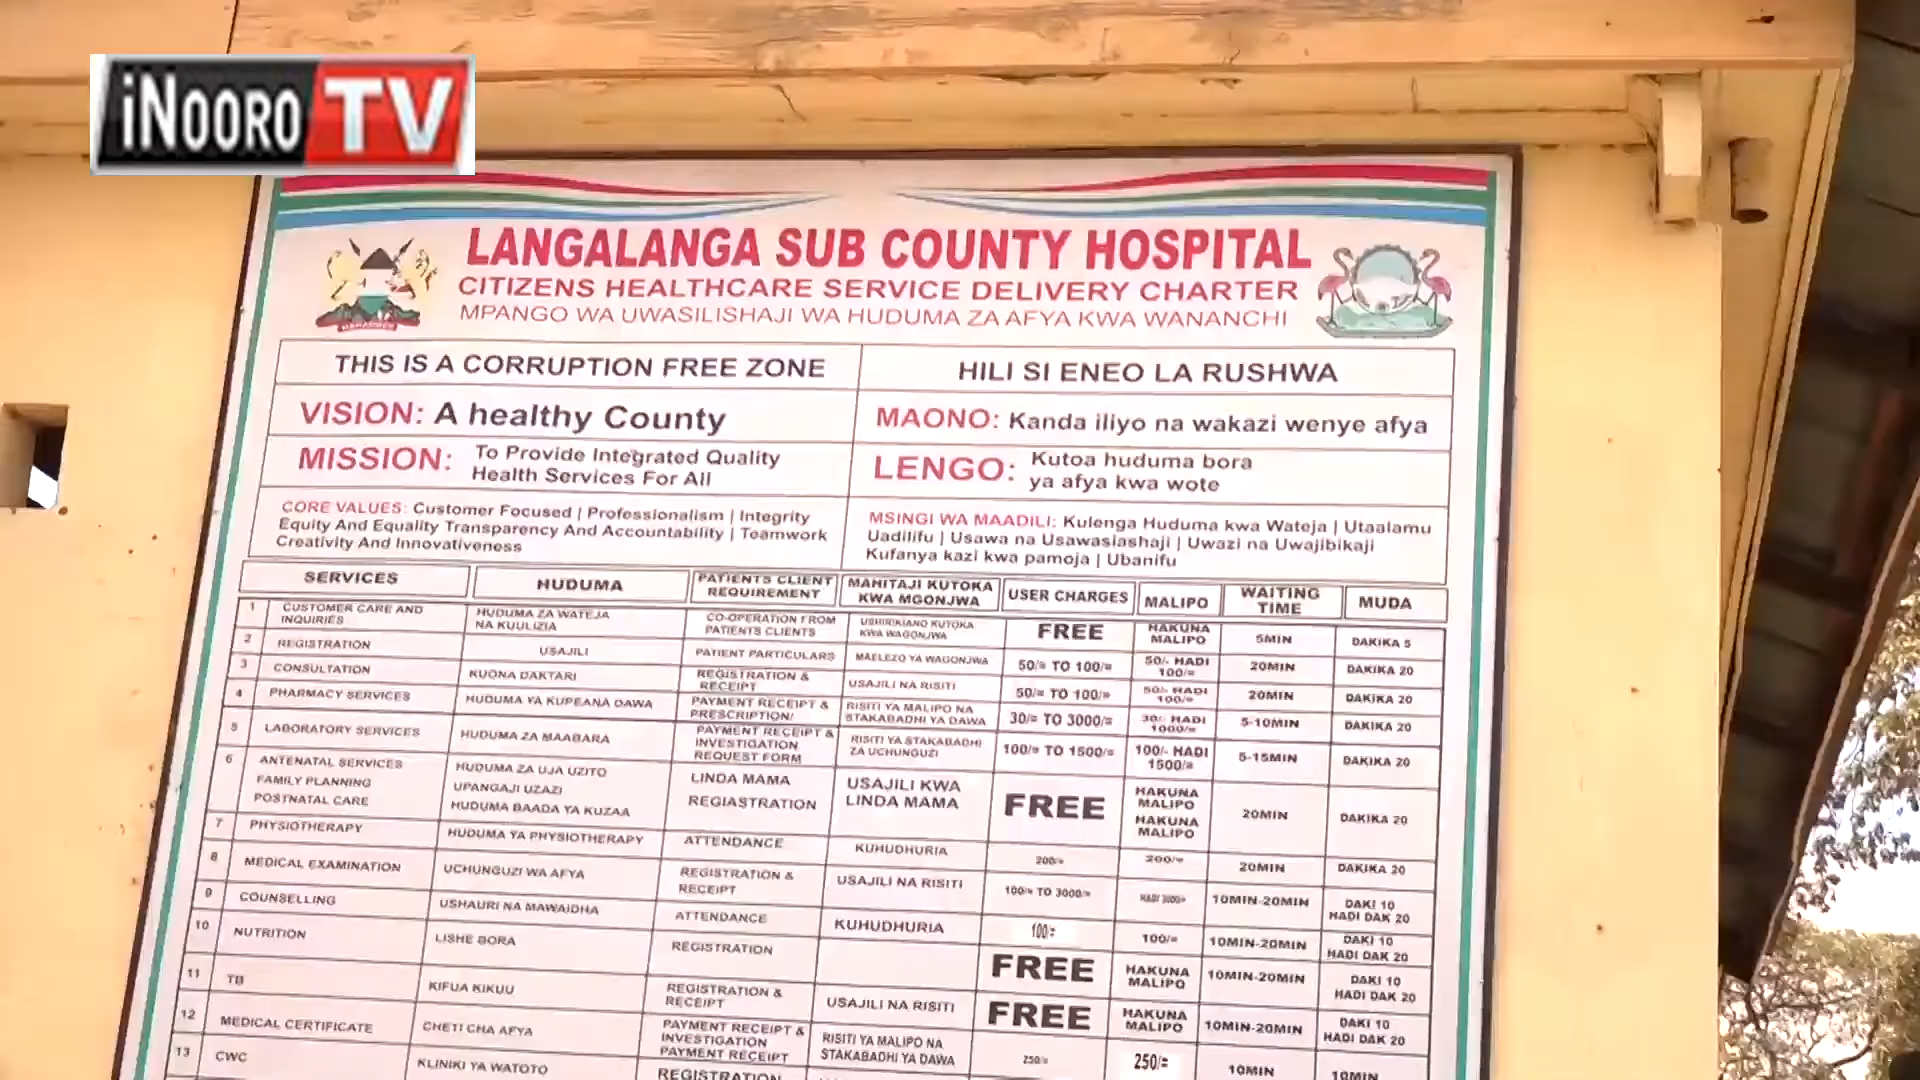 iNOORO TV
LANGALANGA SUB COUNTY HOSPITAL
CITIZENS HEALTHCARE SERVICE DELIVERY CHARTER
MPANGO WA UWASILISHAJI WA HUDUMA ZA AFYA KWA WANANCHI
THIS IS A CORRUPTION FREE ZONE HILI SI ENEO LA RUSHWA
VISION: A healthy County
MAONO: Kanda iliyo na wakazi wenye afya
MISSION: To Provide Integrated Quality
Health Services For All
LENGO: Kutoa huduma bora
ya afya kwa wote
CORE VALUES: Customer Focused | Professionalism | Integrity
Equity And Equality Transparency And Accountability | Teamwork
Creativity And Innovativeness
MSINGI WA MAADILI: Kulenga Huduma kwa Wateja | Utaalamu
Uadilifu | Usawa na Usawasiashaji | Uwazi na Uwajibikaji
Kufanya kazi kwa pamoja | Ubanifu
SERVICES HUDUMA PATIENTS CLIENT REQUIREMENT MAHITAJI KUTOKA KWA MGONJWA USER CHARGES MALIPO WAITING TIME MUDA
1 CUSTOMER CARE AND INQUIRIES HUDUMA ZA WATEJA NA KUULIZIA CO-OPERATION FROM PATIENTS CLIENTS USHIRIKIANO KUTOKA KWA WAGONJWA FREE HAKUNA MALIPO 5MIN DAKIKA 5
2 REGISTRATION USAJILI PATIENT PARTICULARS MAELEZO YA WAGONJWA 50/= TO 100/= 50/- HADI 100/= 20MIN DAKIKA 20
3 CONSULTATION KUONA DAKTARI REGISTRATION & RECEIPT USAJILI NA RISITI 50/= TO 100/= 50/- HADI 100/= 20MIN DAKIKA 20
4 PHARMACY SERVICES HUDUMA YA KUPEANA DAWA PAYMENT RECEIPT & PRESCRIPTION/ RISITI YA MALIPO NA STAKABADHI YA DAWA 30/= TO 3000/= 30/- HADI 1000/= 5-10MIN DAKIKA 20
5 LABORATORY SERVICES HUDUMA ZA MAABARA PAYMENT RECEIPT & INVESTIGATION REQUEST FORM RISITI YA STAKABADHI ZA UCHUNGUZI 100/= TO 1500/= 100/- HADI 1500/= 5-15MIN DAKIKA 20
6 ANTENATAL SERVICES FAMILY PLANNING POSTNATAL CARE HUDUMA ZA UJA UZITO UPANGAJI UZAZI HUDUMA BAADA YA KUZAA LINDA MAMA REGIASTRATION USAJILI KWA LINDA MAMA FREE HAKUNA MALIPO HAKUNA MALIPO 20MIN DAKIKA 20
7 PHYSIOTHERAPY HUDUMA YA PHYSIOTHERAPY ATTENDANCE KUHUDHURIA 200/= 200/= 20MIN DAKIKA 20
8 MEDICAL EXAMINATION UCHUNGUZI WA AFYA REGISTRATION & RECEIPT USAJILI NA RISITI 100/= TO 3000/= HADI 3000/= 10MIN-20MIN DAKI 10 HADI DAK 20
9 COUNSELLING USHAURI NA MAWAIDHA ATTENDANCE KUHUDHURIA 100/= 100/= 10MIN-20MIN DAKI 10 HADI DAK 20
10 NUTRITION LISHE BORA REGISTRATION FREE HAKUNA MALIPO 10MIN-20MIN DAKI 10 HADI DAK 20
11 TB KIFUA KIKUU REGISTRATION & RECEIPT USAJILI NA RISITI FREE HAKUNA MALIPO 10MIN-20MIN DAKI 10 HADI DAK 20
12 MEDICAL CERTIFICATE CHETI CHA AFYA PAYMENT RECEIPT & INVESTIGATION PAYMENT RECEIPT RISITI YA MALIPO NA STAKABADHI YA DAWA 250/= 250/= 10MIN 10MIN
13 CWC KLINIKI YA WATOTO REGISTRATION